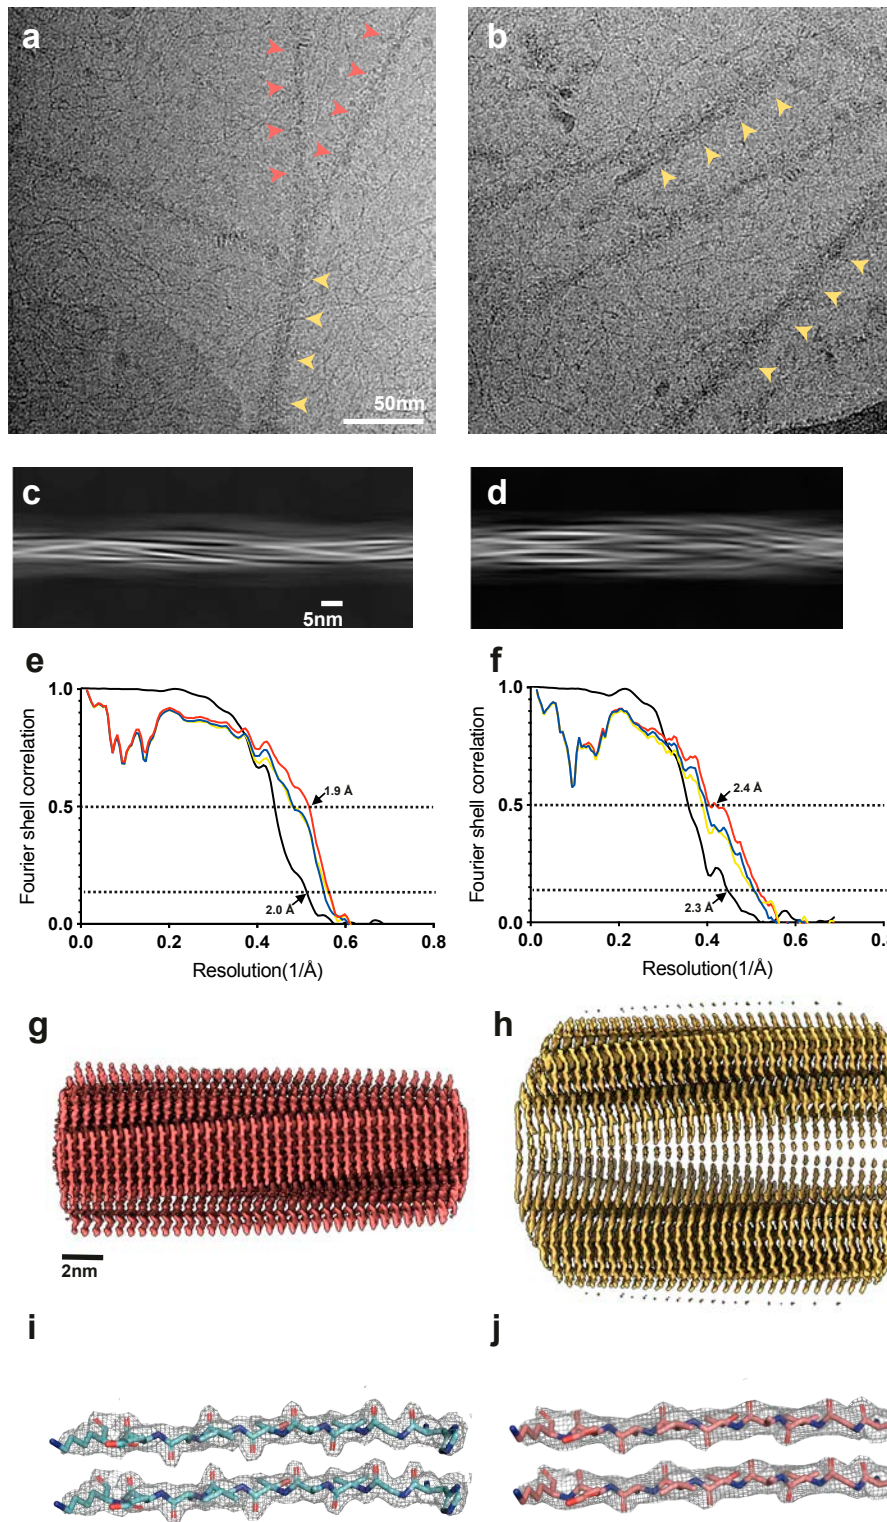 a
b
50nm
c
d
5nm
e
f
1.0
0.5
0.0
Fourier shell correlation
1.9 Å
2.0 Å
0.0 0.2 0.4 0.6 0.8
Resolution(1/Å)
1.0
0.5
0.0
Fourier shell correlation
2.4 Å
2.3 Å
0.0 0.2 0.4 0.6 0.8
Resolution(1/Å)
g
h
2nm
i
j